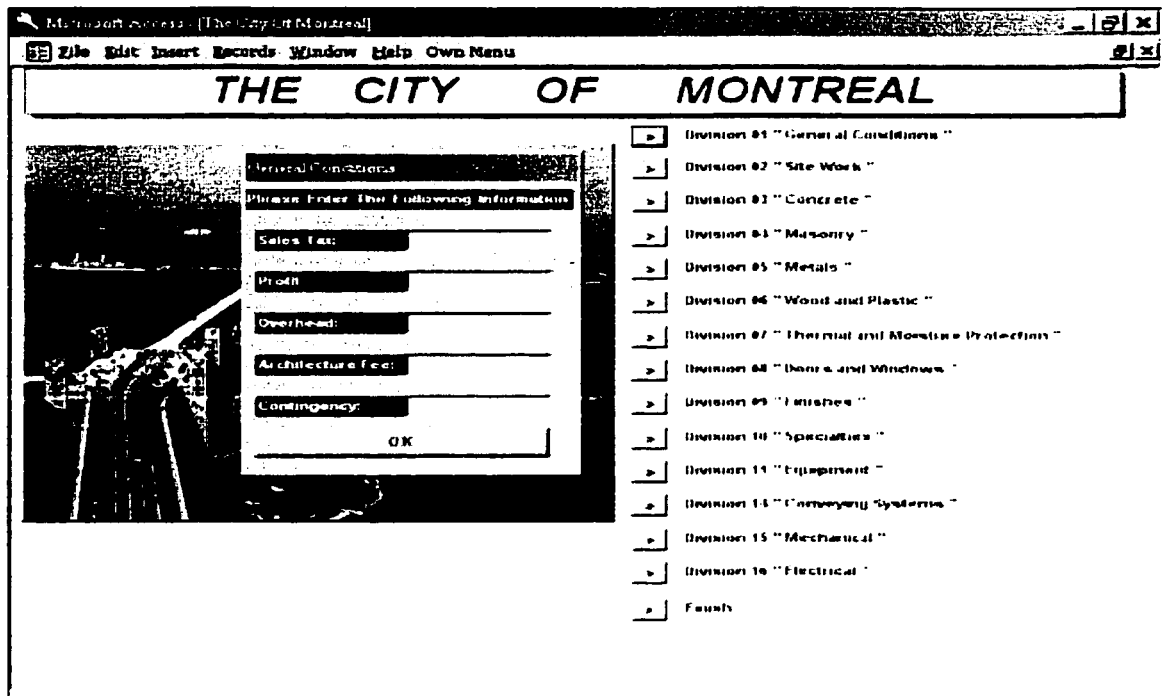 Microsoft Access - [The City Of Montreal]
File Edit Insert Records Window Help Own Menu
THE CITY OF MONTREAL
General Conditions
Please Enter The Following Information
Sales Tax:
Profit
Overhead:
Architecture Fee:
Contingency:
OK
Division 01 " General Conditions "
Division 02 " Site Work "
Division 03 " Concrete "
Division 04 " Masonry "
Division 05 " Metals "
Division 06 " Wood and Plastic "
Division 07 " Thermal and Moisture Protection "
Division 08 " Doors and Windows "
Division 09 " Finishes "
Division 10 " Specialties "
Division 11 " Equipment "
Division 14 " Conveying Systems "
Division 15 " Mechanical "
Division 16 " Electrical "
Finish